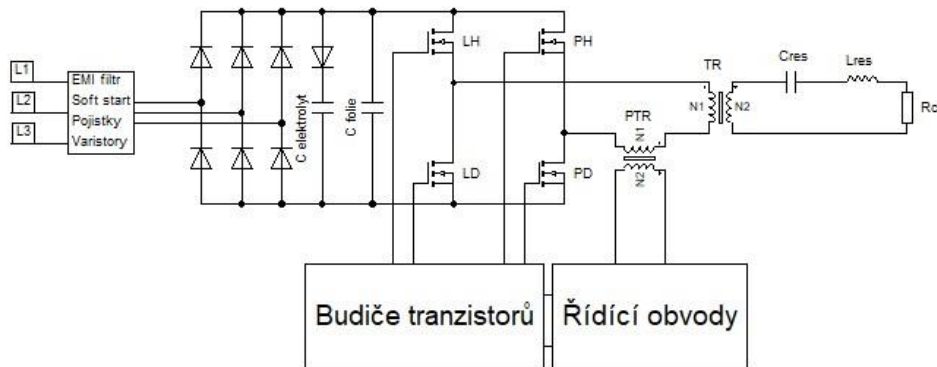 L1
L2
L3
EMI filtr
Soft start
Pojistky
Varistory
C elektrolyt
C folie
LH
PH
LD
PD
PTR
N1
N2
TR
N1
N2
Cres
Lres
Ro
Budiče tranzistorů
Řídící obvody